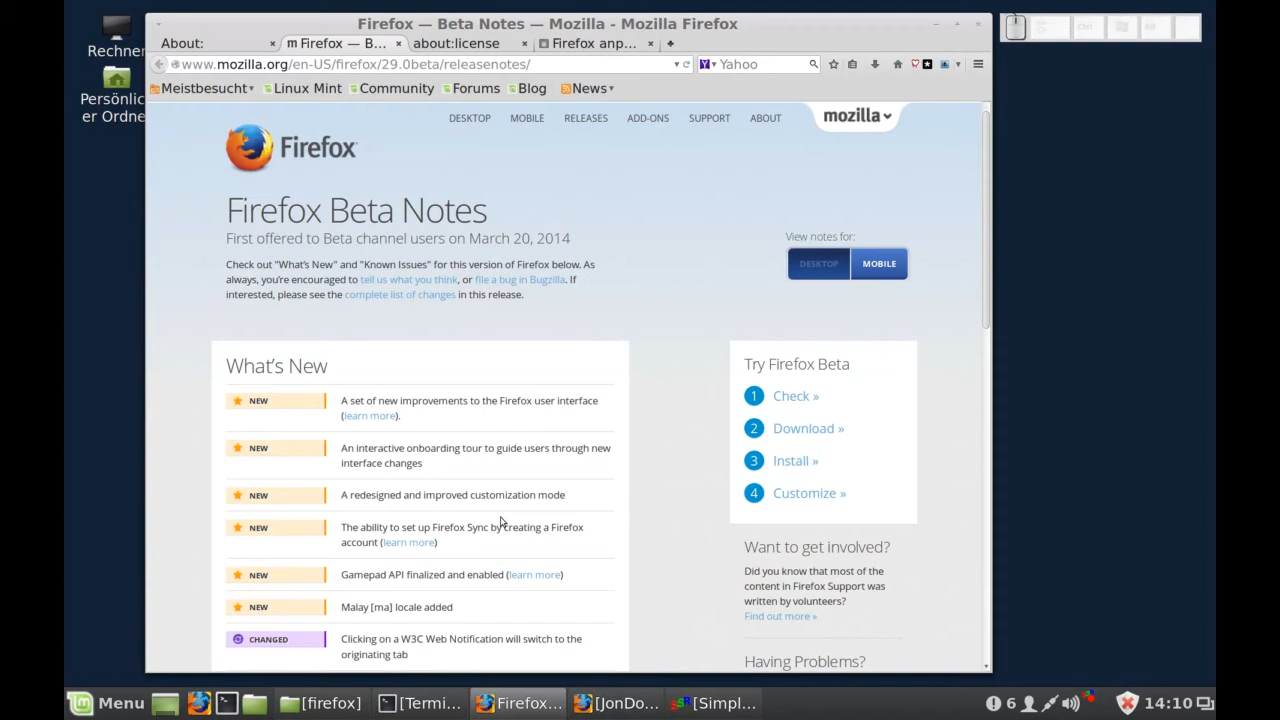 Firefox — Beta Notes — Mozilla - Mozilla Firefox
Rechner
Persönlic
er Ordne
About:
m Firefox — B...
about:license
Firefox anp...
www.mozilla.org/en-US/firefox/29.0beta/releasenotes/
Yahoo
Meistbesucht
Linux Mint
Community
Forums
Blog
News
DESKTOP MOBILE RELEASES ADD-ONS SUPPORT ABOUT
mozilla
Firefox
Firefox Beta Notes
First offered to Beta channel users on March 20, 2014
View notes for:
DESKTOP MOBILE
Check out "What's New" and "Known Issues" for this version of Firefox below. As
always, you're encouraged to tell us what you think, or file a bug in Bugzilla. If
interested, please see the complete list of changes in this release.
What's New
NEW
A set of new improvements to the Firefox user interface
(learn more).
NEW
An interactive onboarding tour to guide users through new
interface changes
NEW
A redesigned and improved customization mode
NEW
The ability to set up Firefox Sync by creating a Firefox
account (learn more)
NEW
Gamepad API finalized and enabled (learn more)
NEW
Malay [ma] locale added
CHANGED
Clicking on a W3C Web Notification will switch to the
originating tab
Try Firefox Beta
1 Check »
2 Download »
3 Install »
4 Customize »
Want to get involved?
Did you know that most of the
content in Firefox Support was
written by volunteers?
Find out more »
Having Problems?
Menu
[firefox]
[Termi...
Firefox...
[JonDo...
[Simpl...
6
14:10